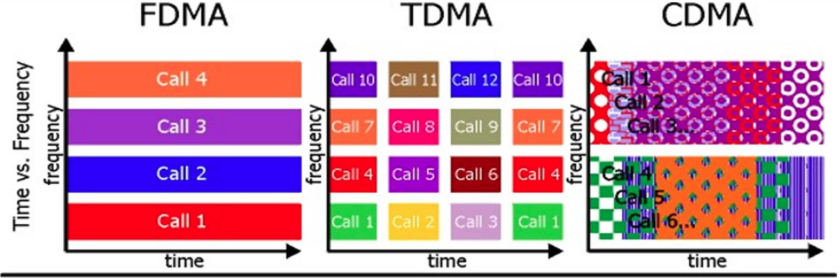 FDMA TDMA CDMA
Time vs. Frequency
frequency
Call 4
Call 3
Call 2
Call 1
time
frequency
Call 10 Call 11 Call 12 Call 10
Call 7 Call 8 Call 9 Call 7
Call 4 Call 5 Call 6 Call 4
Call 1 Call 2 Call 3 Call 1
time
frequency
Call 1
Call 2
Call 3...
Call 4
Call 5
Call 6...
time